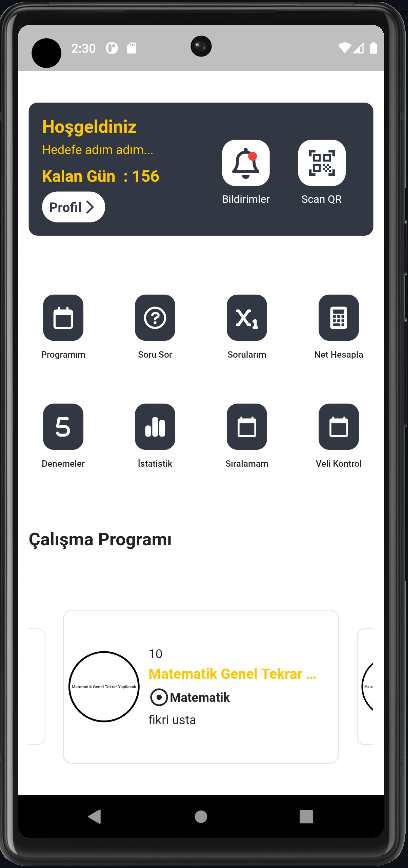 2:30
Hoşgeldiniz
Hedefe adım adım...
Kalan Gün : 156
Profil
Bildirimler
Scan QR
Programım
Soru Sor
Sorularım
Net Hesapla
Denemeler
İstatistik
Sıralamam
Veli Kontrol
Çalışma Programı
Matematik Genel Tekrar Yapılacak
10
Matematik Genel Tekrar ...
Matematik
fikri usta